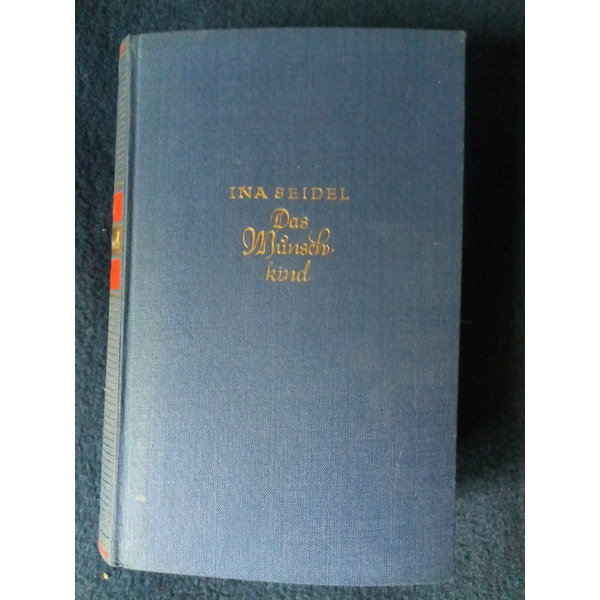 INA SEIDEL
Das
Wunsch-
kind